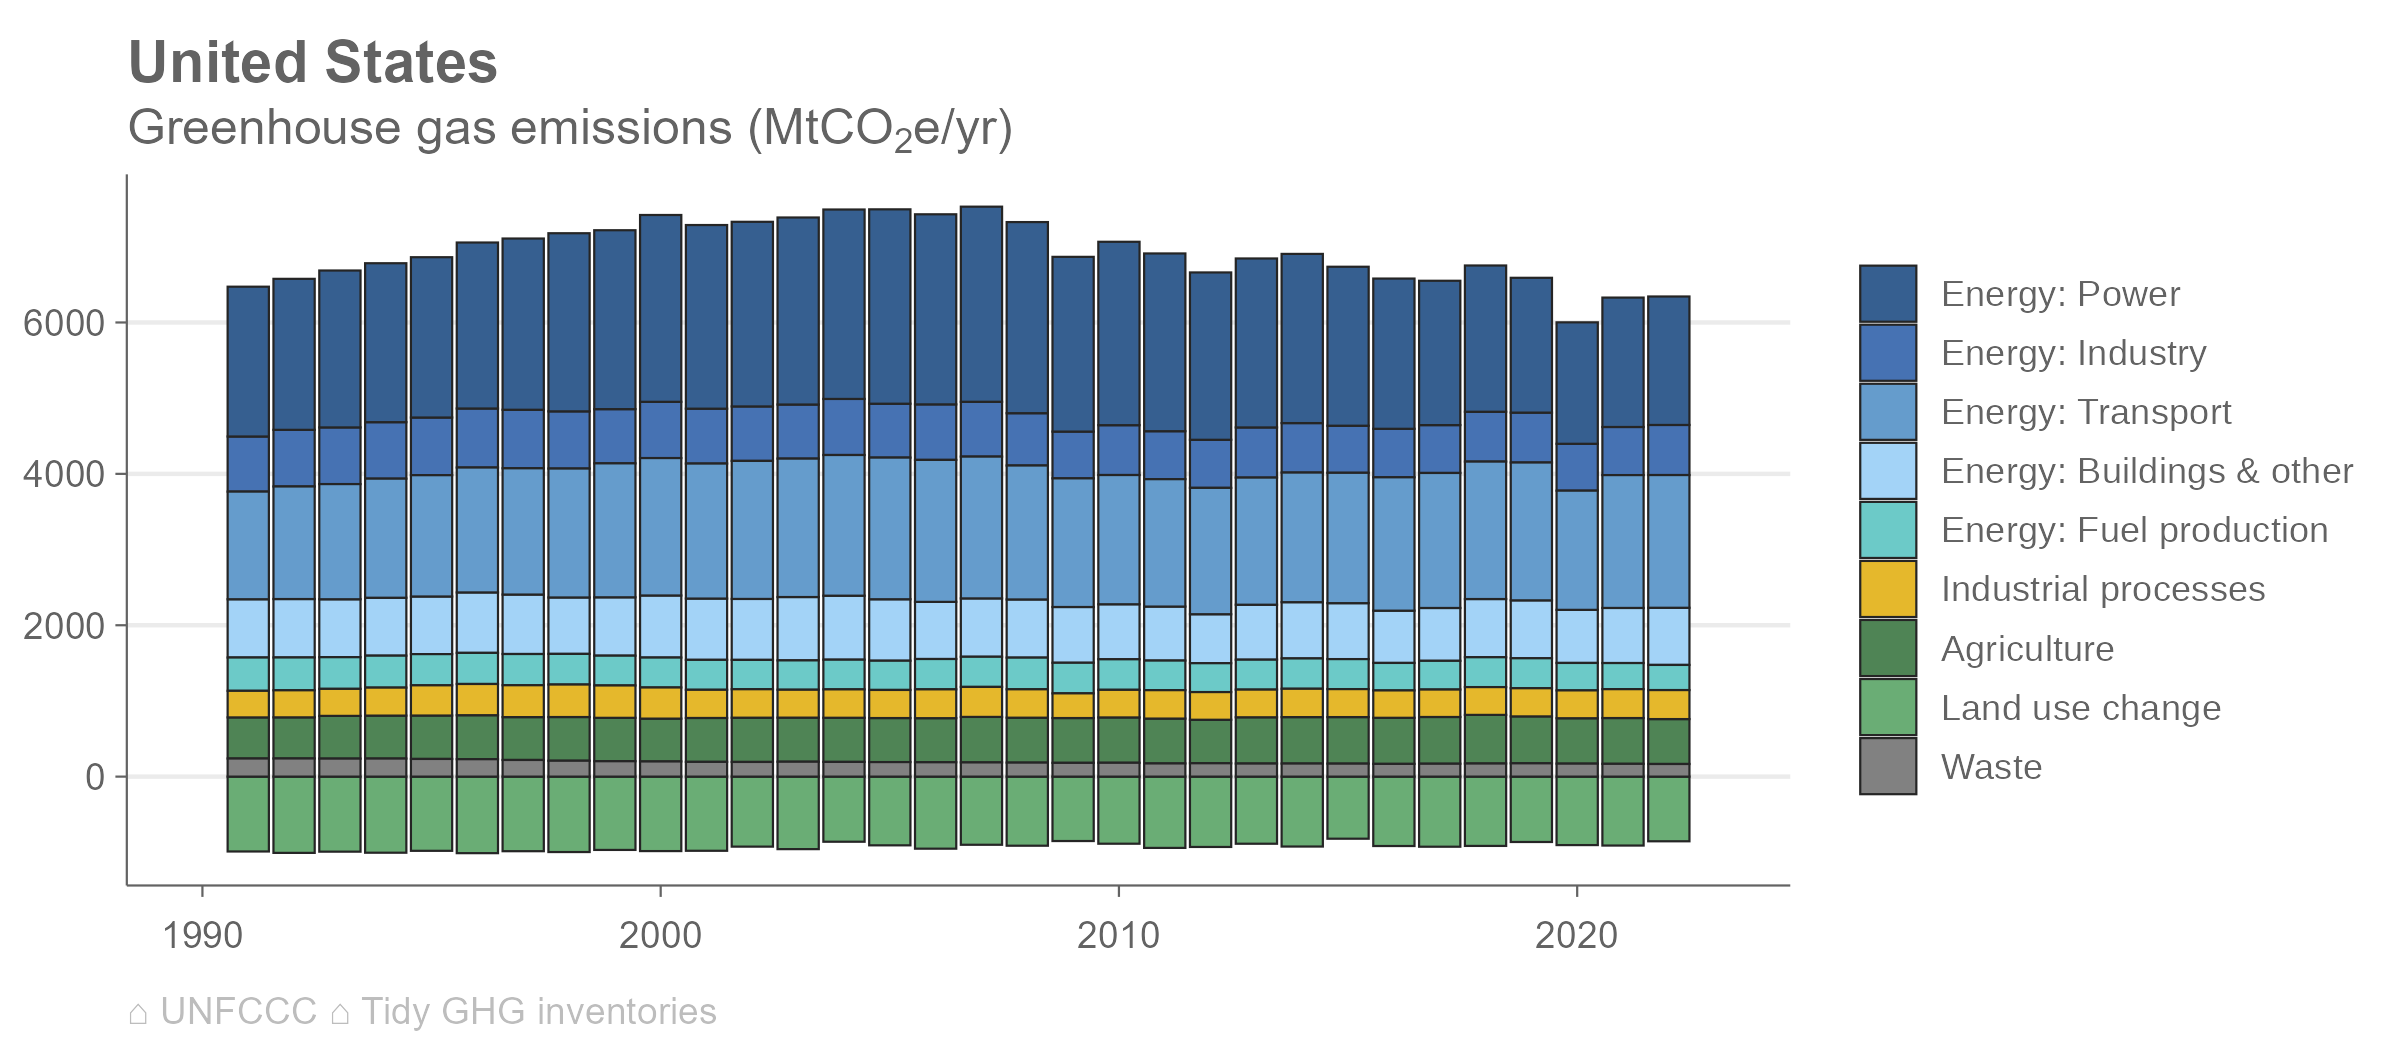 United States
Greenhouse gas emissions (MtCO₂e/yr)
6000
4000
2000
0
1990 2000 2010 2020
Energy: Power
Energy: Industry
Energy: Transport
Energy: Buildings & other
Energy: Fuel production
Industrial processes
Agriculture
Land use change
Waste
⌂ UNFCCC ⌂ Tidy GHG inventories